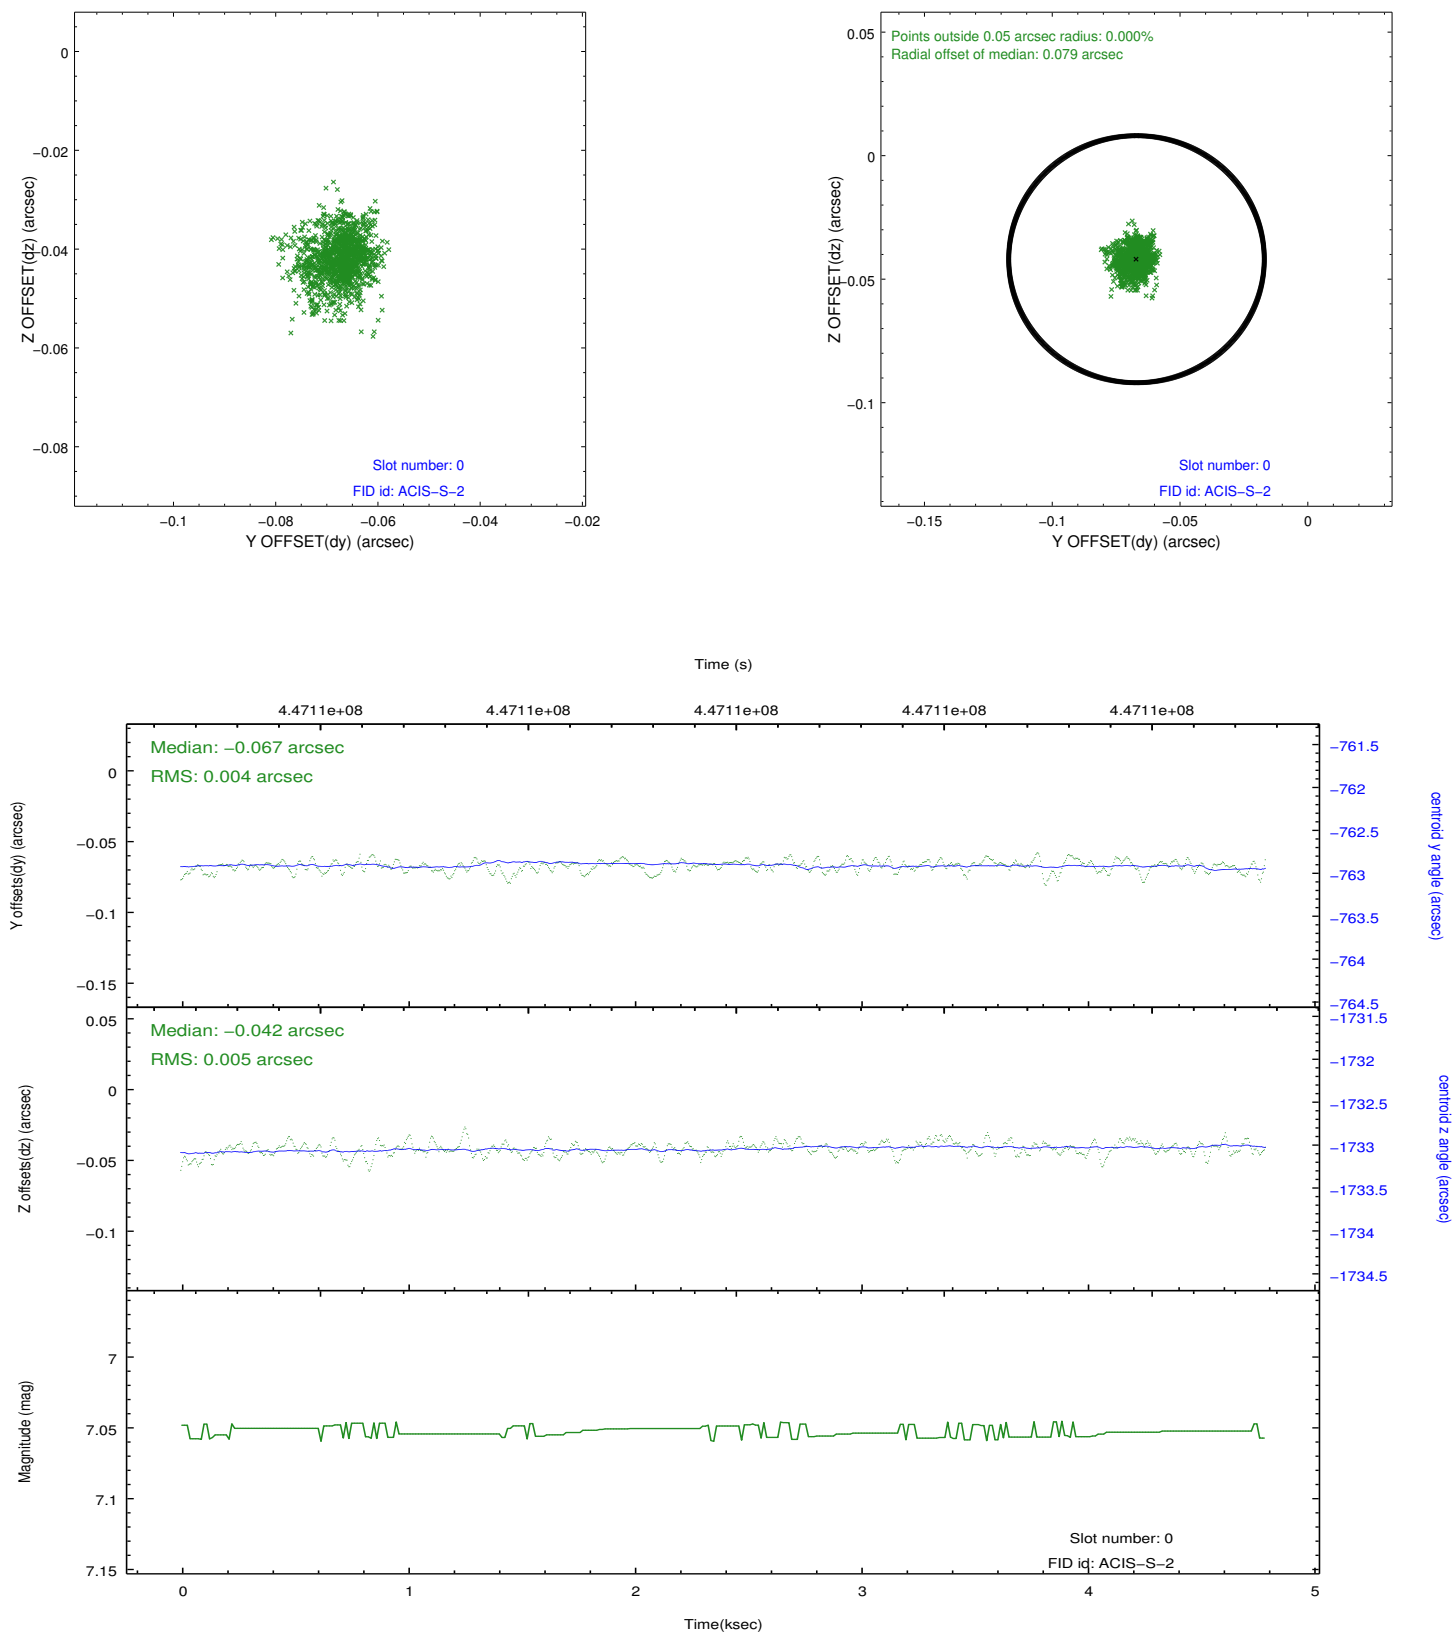 0
−0.02
−0.04
−0.06
−0.08
Z OFFSET(dz) (arcsec)
Slot number: 0
FID id: ACIS−S−2
−0.1
−0.08
−0.06
−0.04
−0.02
Y OFFSET(dy) (arcsec)
Points outside 0.05 arcsec radius: 0.000%
Radial offset of median: 0.079 arcsec
0.05
0
−0.05
−0.1
Z OFFSET(dz) (arcsec)
Slot number: 0
FID id: ACIS−S−2
−0.15
−0.1
−0.05
0
Y OFFSET(dy) (arcsec)
Time (s)
4.4711e+08
4.4711e+08
4.4711e+08
4.4711e+08
4.4711e+08
Median: −0.067 arcsec
RMS: 0.004 arcsec
0
−0.05
−0.1
−0.15
Y offsets(dy) (arcsec)
−761.5
−762
−762.5
−763
−763.5
−764
−764.5
centroid y angle (arcsec)
Median: −0.042 arcsec
RMS: 0.005 arcsec
0.05
0
−0.05
−0.1
Z offsets(dz) (arcsec)
−1731.5
−1732
−1732.5
−1733
−1733.5
−1734
−1734.5
centroid z angle (arcsec)
7
7.05
7.1
7.15
Magnitude (mag)
Slot number: 0
FID id: ACIS−S−2
0
1
2
3
4
5
Time(ksec)